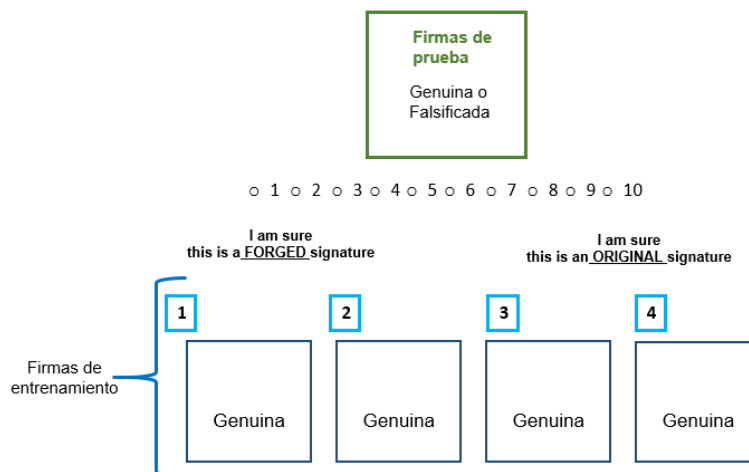 Firmas de
prueba
Genuina o
Falsificada
○ 1 ○ 2 ○ 3 ○ 4 ○ 5 ○ 6 ○ 7 ○ 8 ○ 9 ○ 10
I am sure
this is a FORGED signature
I am sure
this is an ORIGINAL signature
1 2 3 4
Firmas de
entrenamiento
Genuina Genuina Genuina Genuina